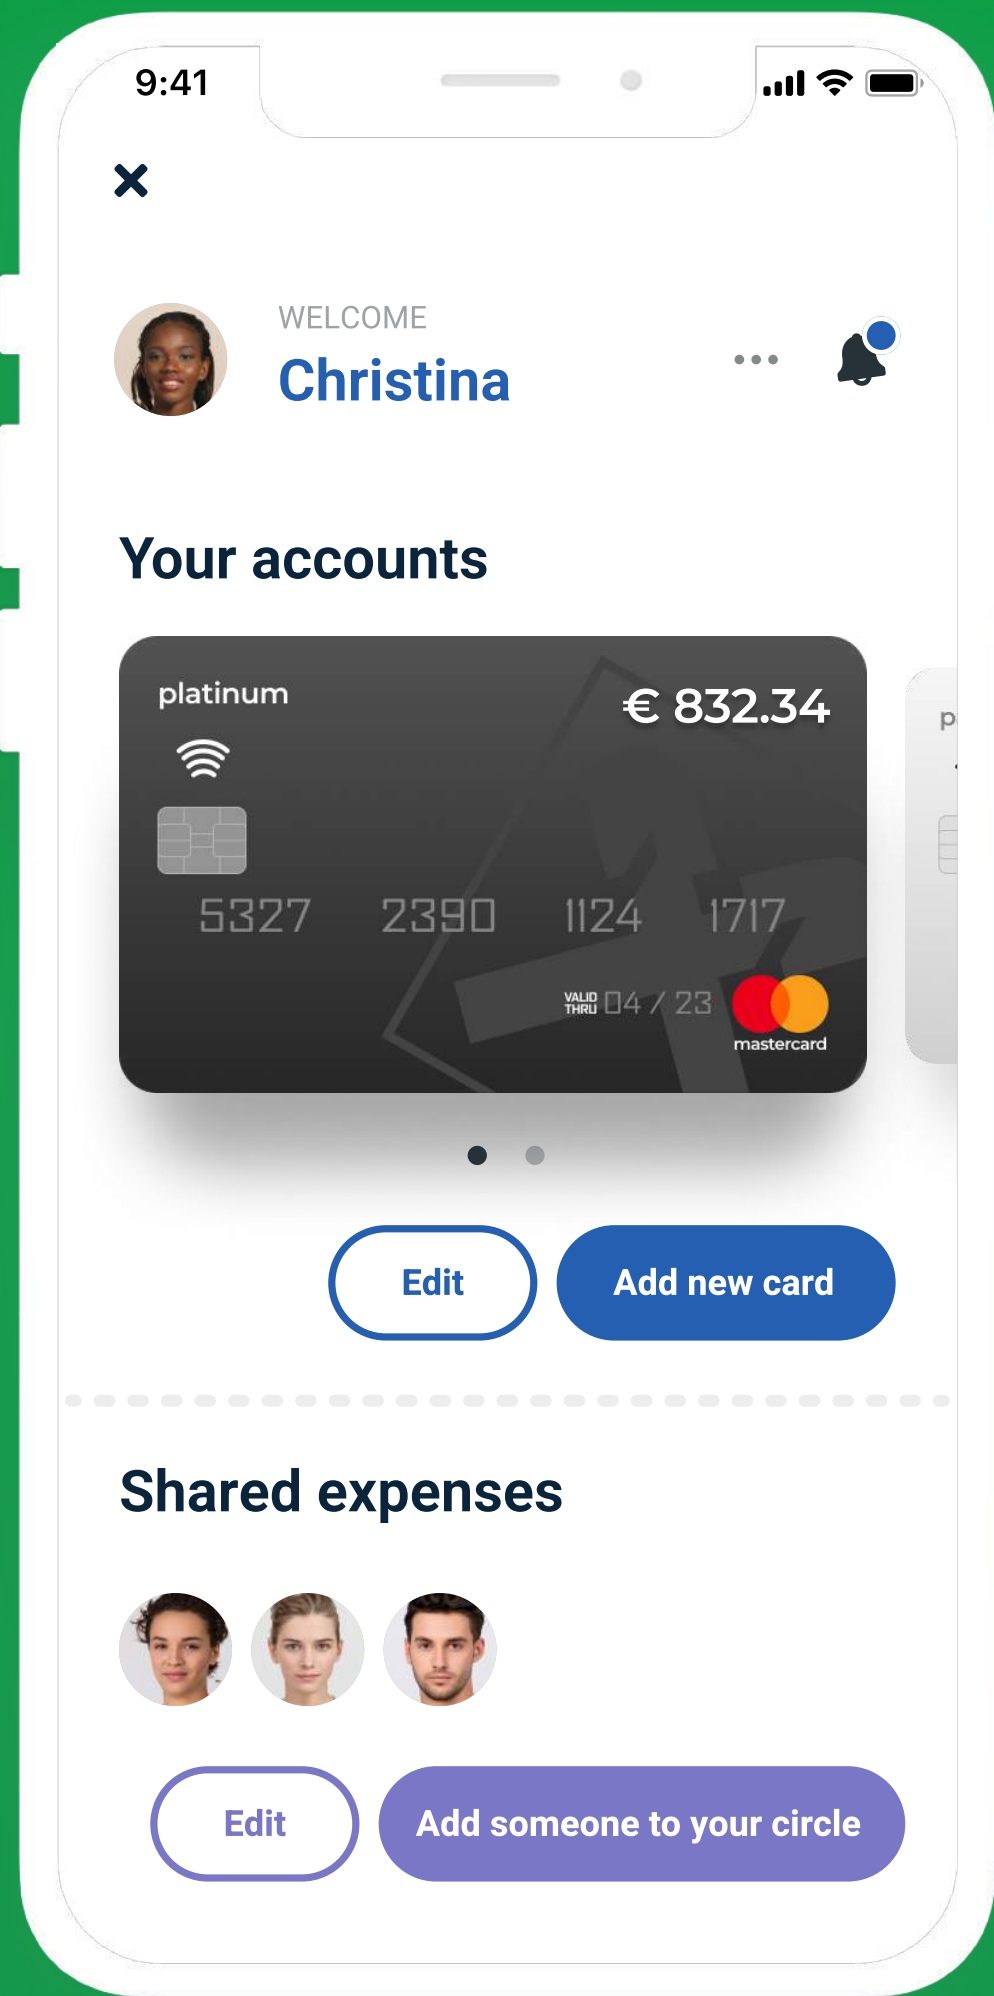 9:41
WELCOME
Christina
Your accounts
platinum
€ 832.34
5327 2390 1124 1717
VALID THRU 04 / 23
mastercard
Edit
Add new card
Shared expenses
Edit
Add someone to your circle